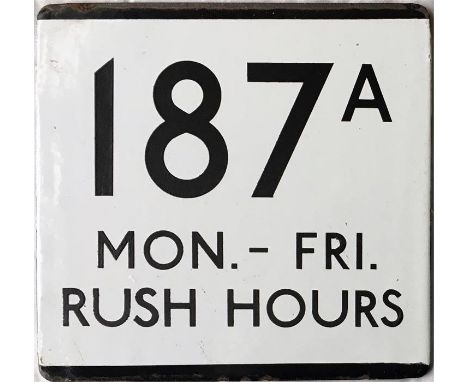 187A
MON. - FRI.
RUSH HOURS